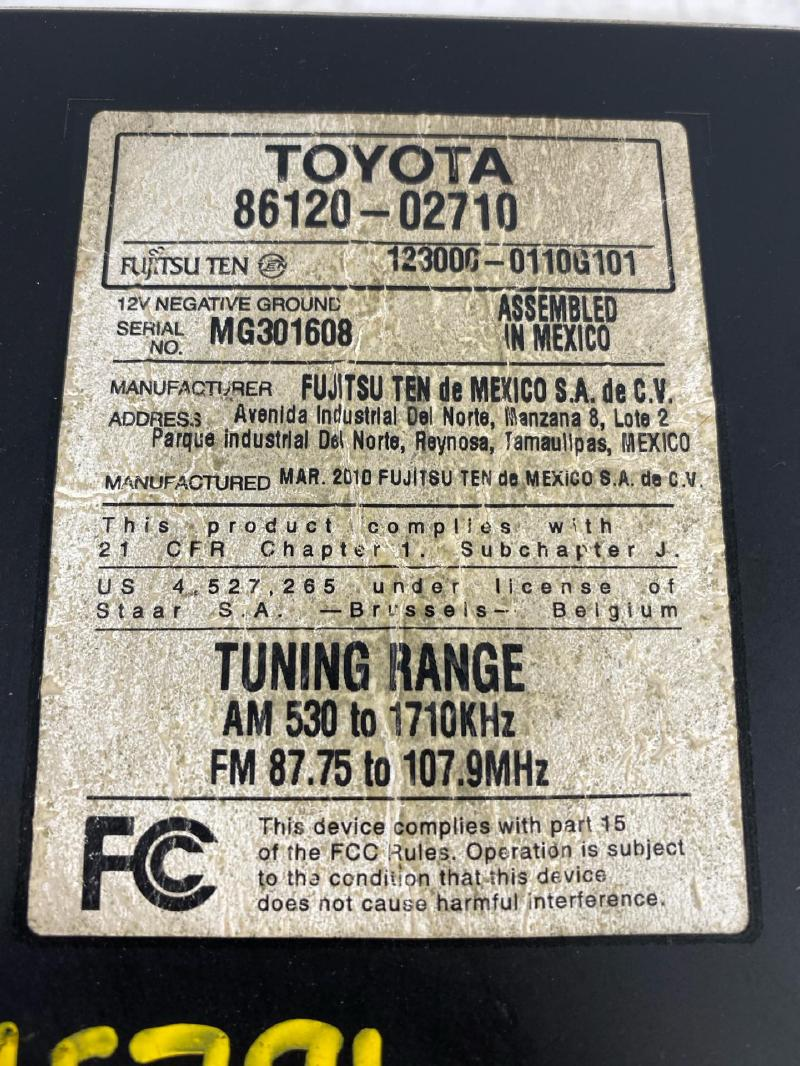 TOYOTA
86120-02710
FUJITSU TEN TEN 123000-0110G101
12V NEGATIVE GROUND
ASSEMBLED
IN MEXICO
SERIAL
NO. MG301608
MANUFACTURER FUJITSU TEN de MEXICO S.A. de C.V.
ADDRESS Avenida Industrial Del Norte, Manzana 8, Lote 2
Parque industrial Del Norte, Reynosa, Tamaulipas, MEXICO
MANUFACTURED MAR. 2010 FUJITSU TEN de MEXICO S.A. de C.V.
This product complies with
21 CFR Chapter 1. Subchapter J.
US 4,527,265 under license of
Staar S.A. -Brussels- Belgium
TUNING RANGE
AM 530 to 1710KHz
FM 87.75 to 107.9MHz
FC This device complies with part 15
of the FCC Rules. Operation is subject
to the condition that this device
does not cause harmful interference.